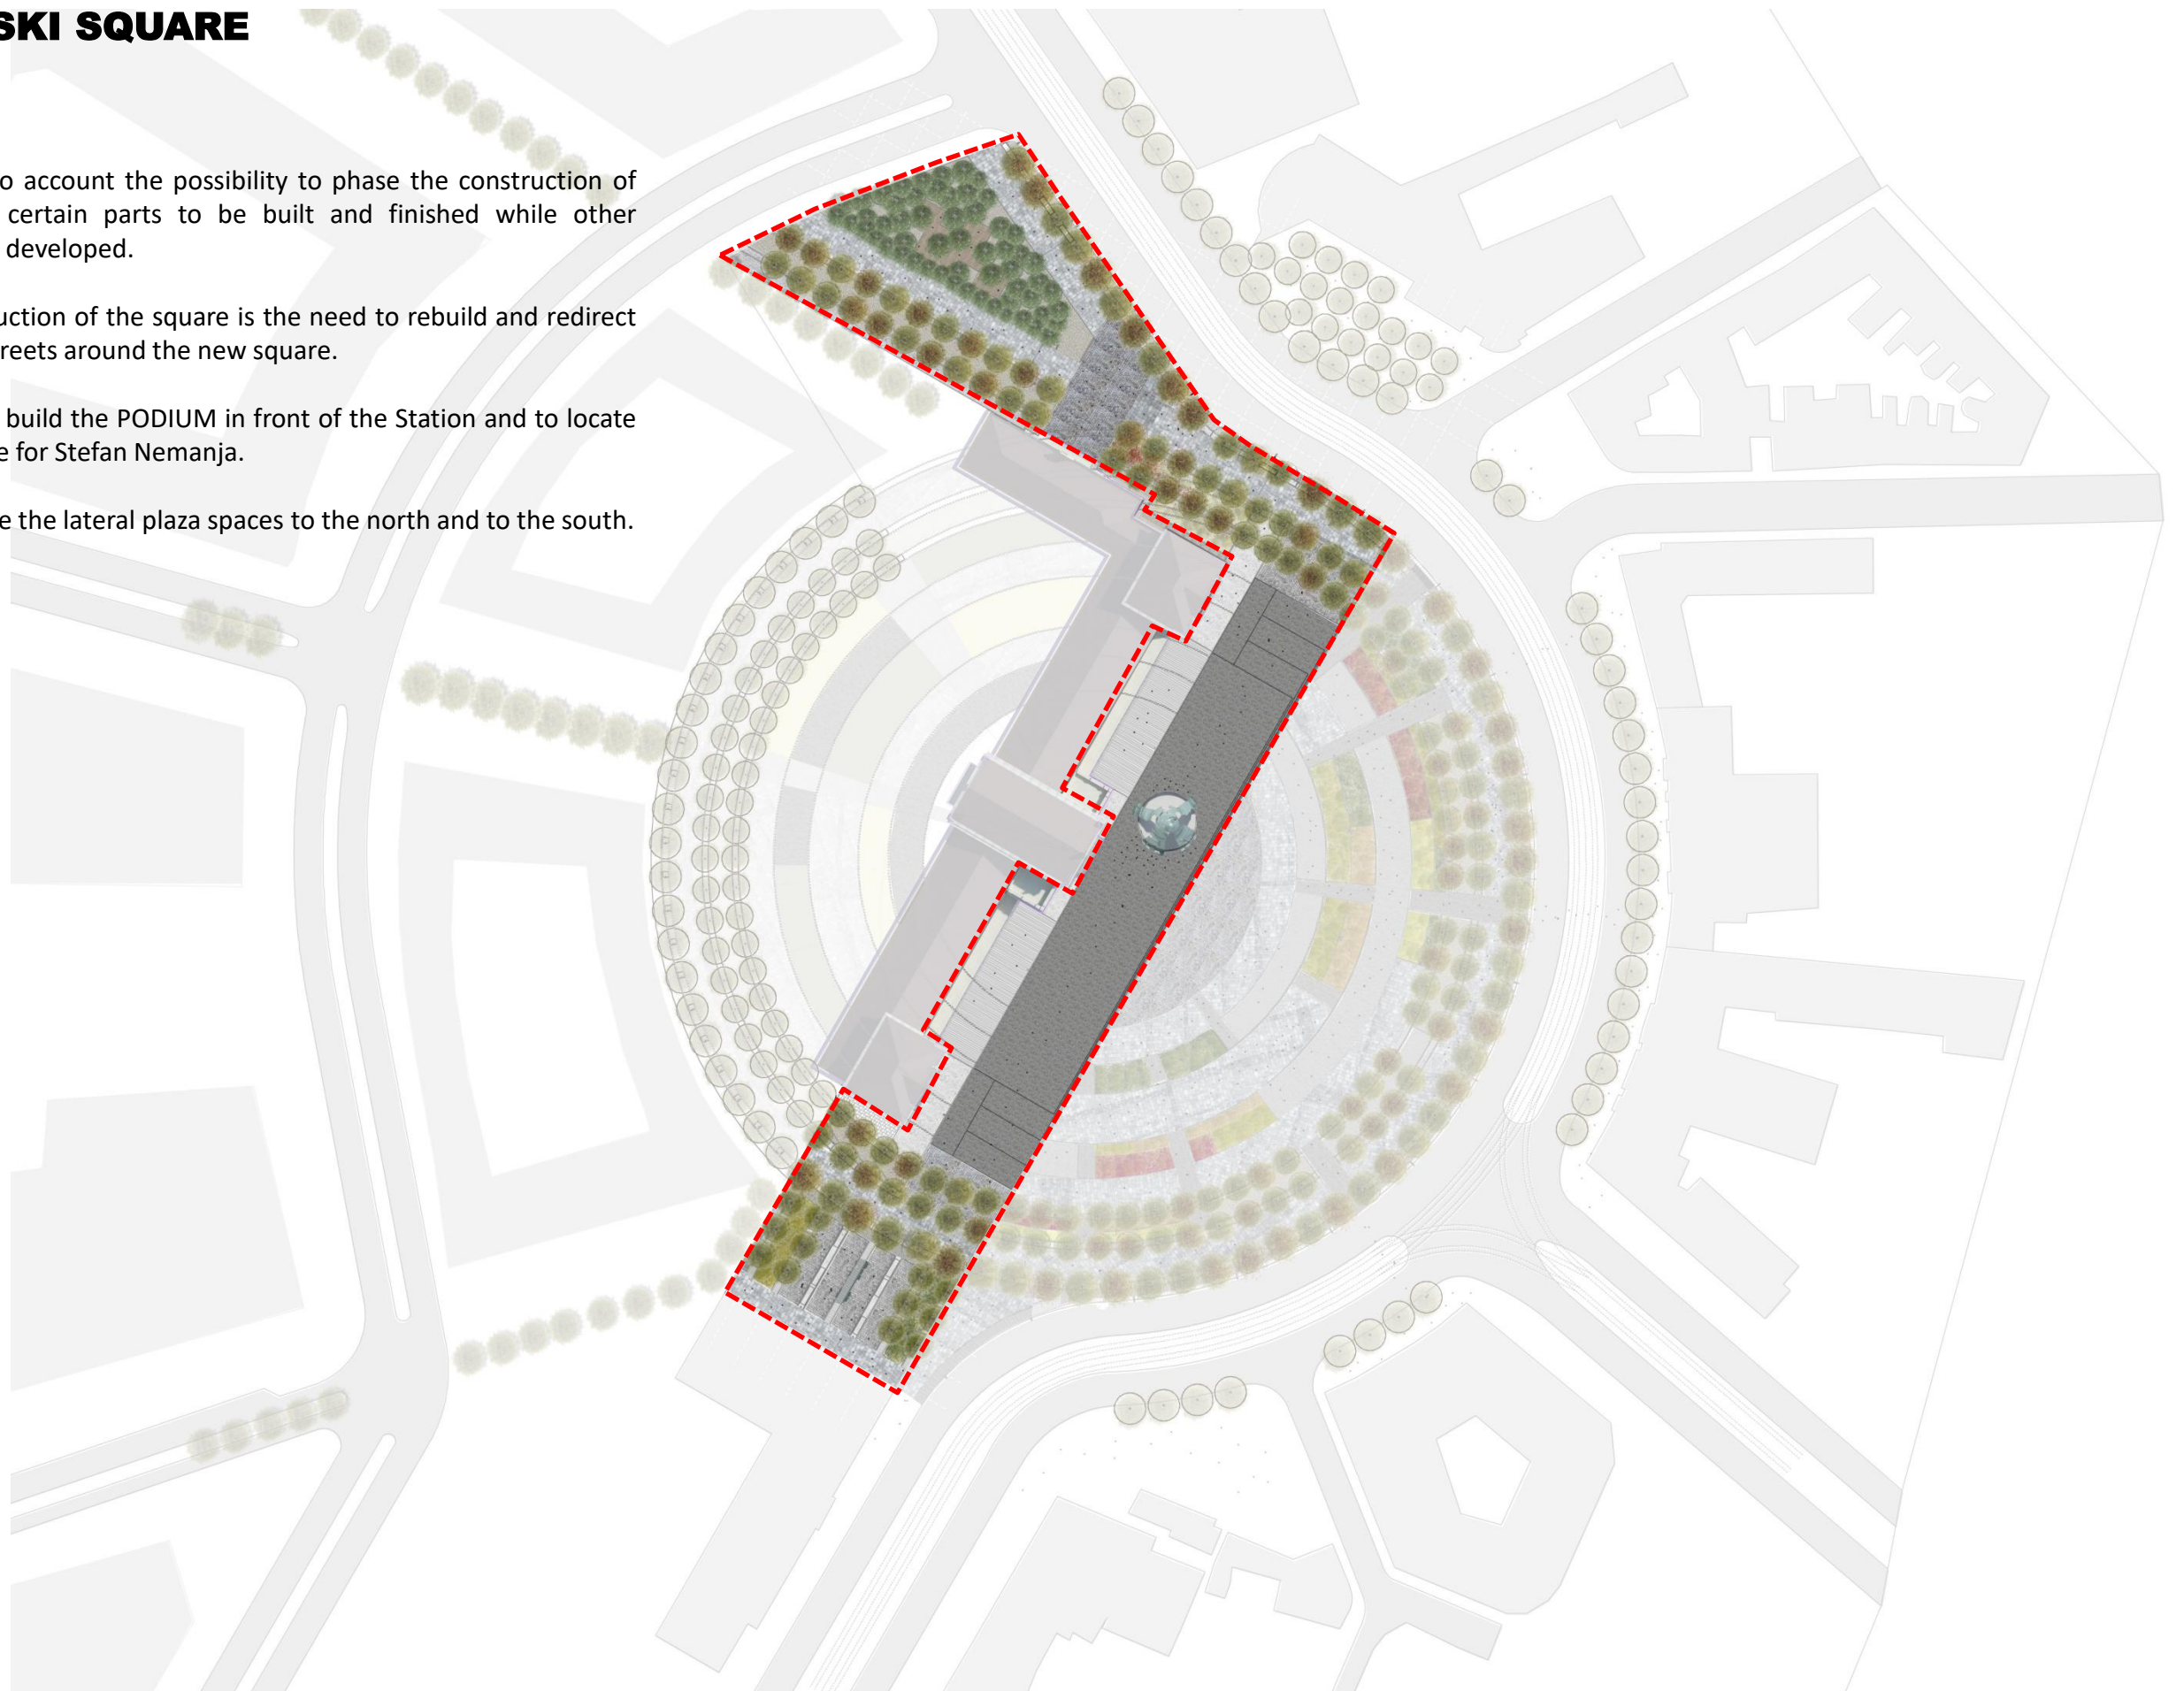 SKI SQUARE
o account the possibility to phase the construction of
certain parts to be built and finished while other
developed.
uction of the square is the need to rebuild and redirect
reets around the new square.
build the PODIUM in front of the Station and to locate
e for Stefan Nemanja.
e the lateral plaza spaces to the north and to the south.